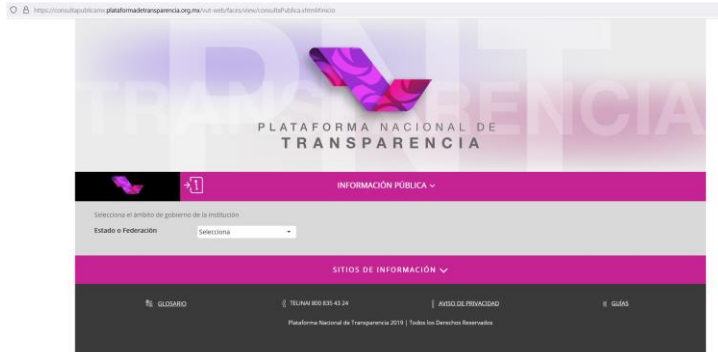 https://consultapublicamx.plataformadetransparencia.org.mx/vut-web/faces/view/consultaPublica.xhtml#inicio
PNT
TRANSPARENCIA
PLATAFORMA NACIONAL DE
TRANSPARENCIA
INFORMACIÓN PÚBLICA
Selecciona el ámbito de gobierno de la institución
Estado o Federación Selecciona
SITIOS DE INFORMACIÓN
GLOSARIO TELINAI 800 835 43 24 AVISO DE PRIVACIDAD GUÍAS
Plataforma Nacional de Transparencia 2019 | Todos los Derechos Reservados